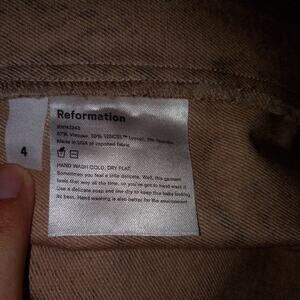 4
Reformation
67% Viscose, 30% Lyocell, 3%
Made in USA of imported fabric
HAND WASH COLD, DRY FLAT.
Sometimes you feel a little delicate. Well, this garment
feels that way all the time, so you've got to hand wash it.
Use a delicate soap and line dry to keep this babe looking
its best. Hand washing is also better for the environment